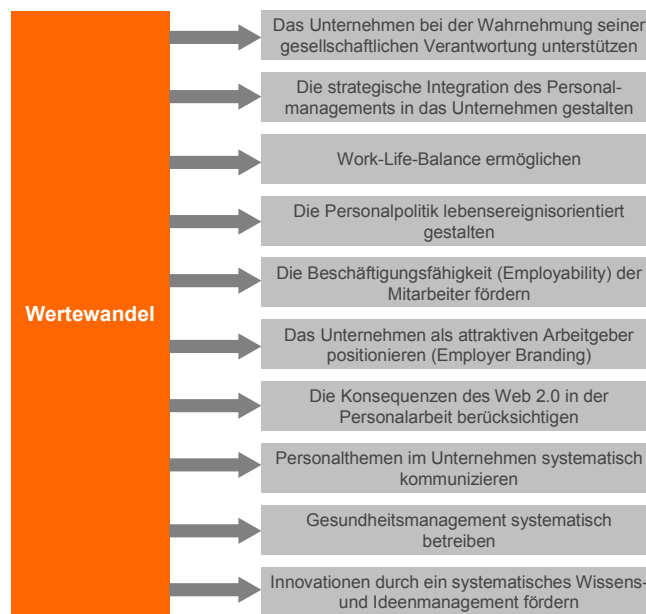 Das Unternehmen bei der Wahrnehmung seiner
gesellschaftlichen Verantwortung unterstützen
Die strategische Integration des Personal-
managements in das Unternehmen gestalten
Work-Life-Balance ermöglichen
Die Personalpolitik lebensereignisorientiert
gestalten
Die Beschäftigungsfähigkeit (Employability) der
Mitarbeiter fördern
Wertewandel
Das Unternehmen als attraktiven Arbeitgeber
positionieren (Employer Branding)
Die Konsequenzen des Web 2.0 in der
Personalarbeit berücksichtigen
Personalthemen im Unternehmen systematisch
kommunizieren
Gesundheitsmanagement systematisch
betreiben
Innovationen durch ein systematisches Wissens-
und Ideenmanagement fördern